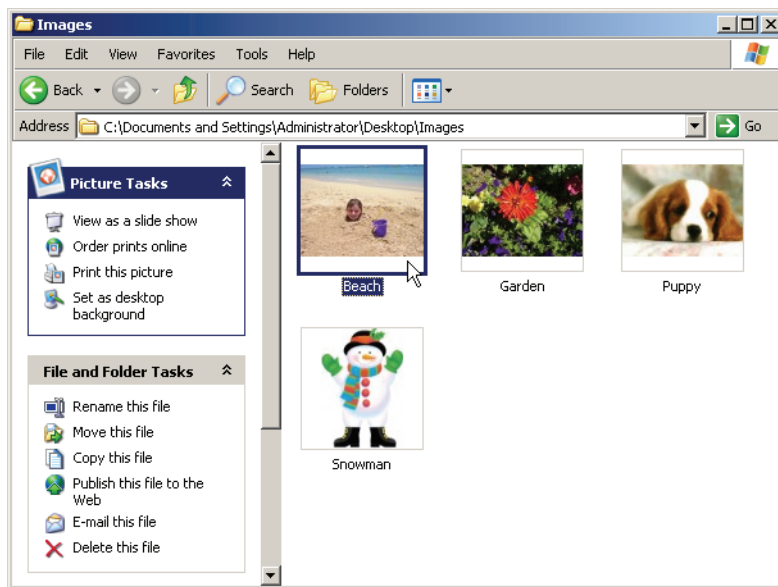 Images
File Edit View Favorites Tools Help
Back Search Folders
Address C:\Documents and Settings\Administrator\Desktop\Images Go
Picture Tasks
View as a slide show
Order prints online
Print this picture
Set as desktop
background
File and Folder Tasks
Rename this file
Move this file
Copy this file
Publish this file to the
Web
E-mail this file
Delete this file
Beach Garden Puppy
Snowman